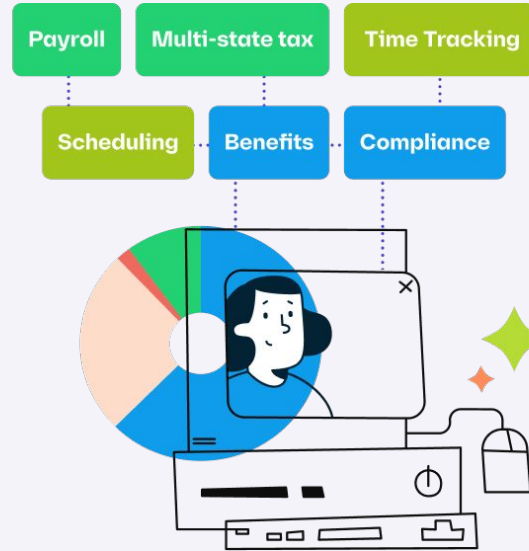 Payroll
Multi-state tax
Time Tracking
Scheduling
Benefits
Compliance